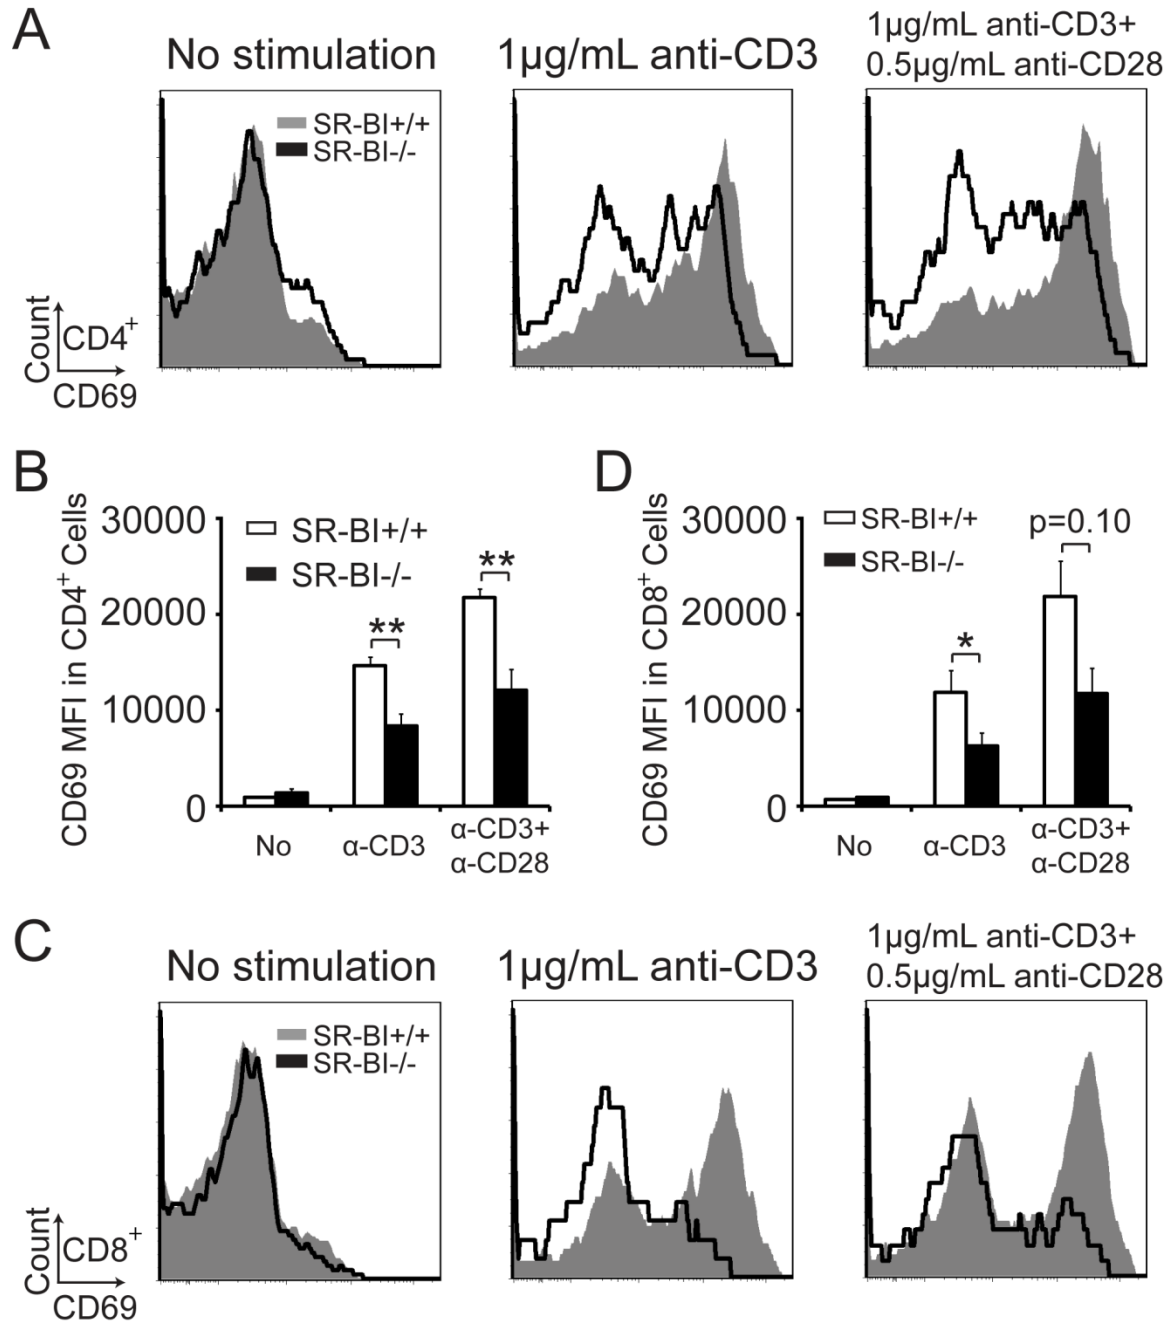 A
No stimulation
1µg/mL anti-CD3
1µg/mL anti-CD3+
0.5µg/mL anti-CD28
SR-BI+/+
SR-BI-/-
Count
CD4+
CD69
B
CD69 MFI in CD4+ Cells
30000
20000
10000
0
SR-BI+/+
SR-BI-/-
**
**
No
α-CD3
α-CD3+
α-CD28
D
CD69 MFI in CD8+ Cells
30000
20000
10000
0
SR-BI+/+
SR-BI-/-
*
p=0.10
No
α-CD3
α-CD3+
α-CD28
C
No stimulation
1µg/mL anti-CD3
1µg/mL anti-CD3+
0.5µg/mL anti-CD28
SR-BI+/+
SR-BI-/-
Count
CD8+
CD69